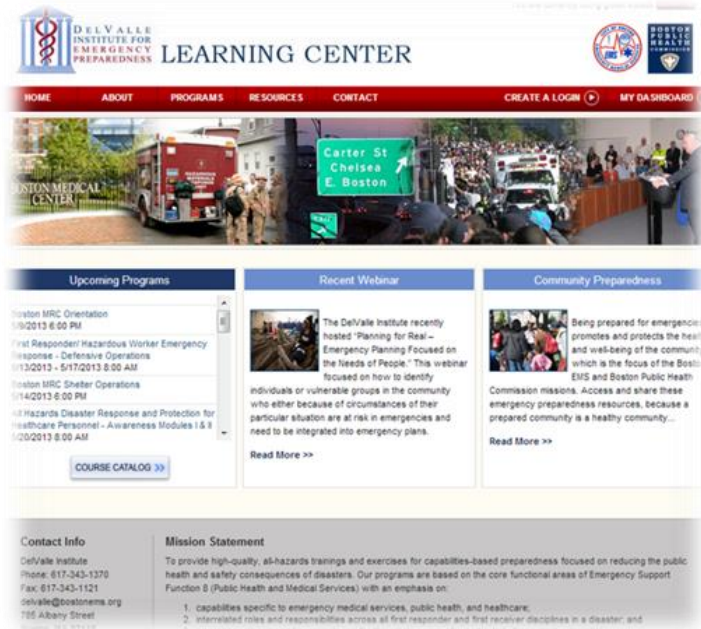 DELVALLE
INSTITUTE FOR
EMERGENCY
PREPAREDNESS
LEARNING CENTER
BOSTON
PUBLIC
HEALTH
COMMISSION
HOME ABOUT PROGRAMS RESOURCES CONTACT CREATE A LOGIN MY DASHBOARD
BOSTON MEDICAL
CENTER
Carter St
Chelsea
E. Boston
Upcoming Programs
Boston MRC Orientation
5/9/2013 6:00 PM
First Responder/ Hazardous Worker Emergency
Response - Defensive Operations
5/13/2013 - 5/17/2013 8:00 AM
Boston MRC Shelter Operations
5/14/2013 6:00 PM
All Hazards Disaster Response and Protection for
Healthcare Personnel - Awareness Modules I & II
5/20/2013 8:00 AM
COURSE CATALOG >>
Recent Webinar
The DelValle Institute recently
hosted "Planning for Real –
Emergency Planning Focused on
the Needs of People." This webinar
focused on how to identify
individuals or vulnerable groups in the community
who either because of circumstances of their
particular situation are at risk in emergencies and
need to be integrated into emergency plans.
Read More >>
Community Preparedness
Being prepared for emergencies
promotes and protects the health
and well-being of the community,
which is the focus of the Boston
EMS and Boston Public Health
Commission missions. Access and share these
emergency preparedness resources, because a
prepared community is a healthy community...
Read More >>
Contact Info
DelValle Institute
Phone: 617-343-1370
Fax: 617-343-1121
delvalle@bostonems.org
785 Albany Street
Mission Statement
To provide high-quality, all-hazards trainings and exercises for capabilities-based preparedness focused on reducing the public
health and safety consequences of disasters. Our programs are based on the core functional areas of Emergency Support
Function 8 (Public Health and Medical Services) with an emphasis on:
1. capabilities specific to emergency medical services, public health, and healthcare;
2. interrelated roles and responsibilities across all first responder and first receiver disciplines in a disaster; and